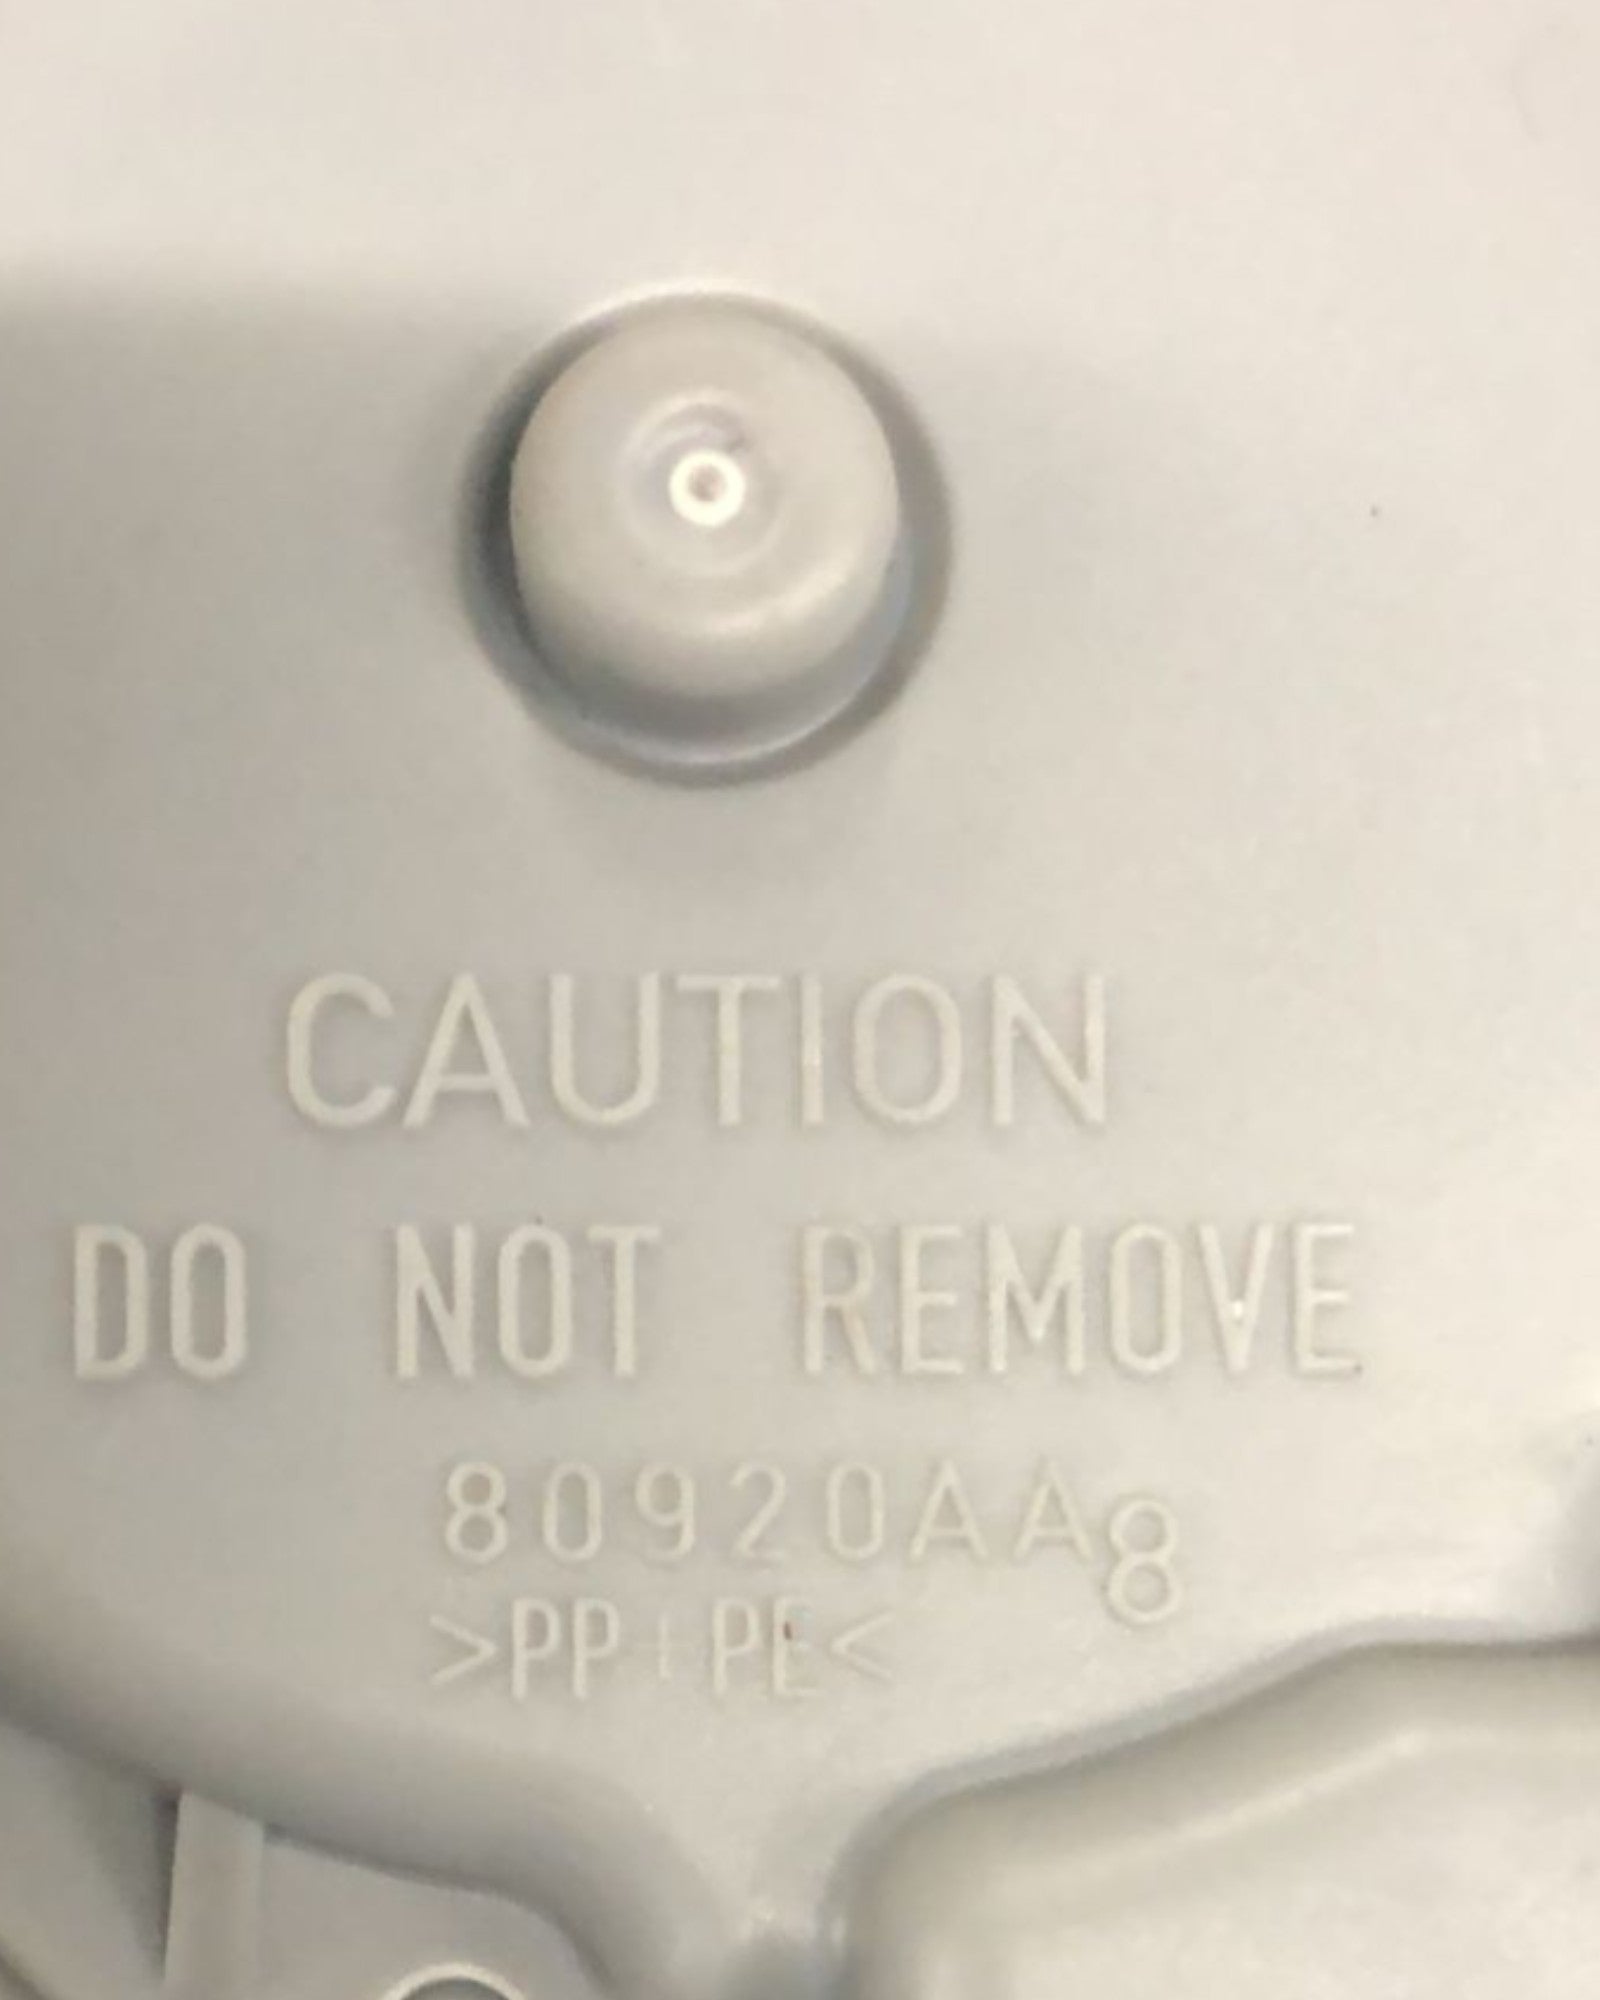 CAUTION
DO NOT REMOVE
80920AA8
>PP+PE<